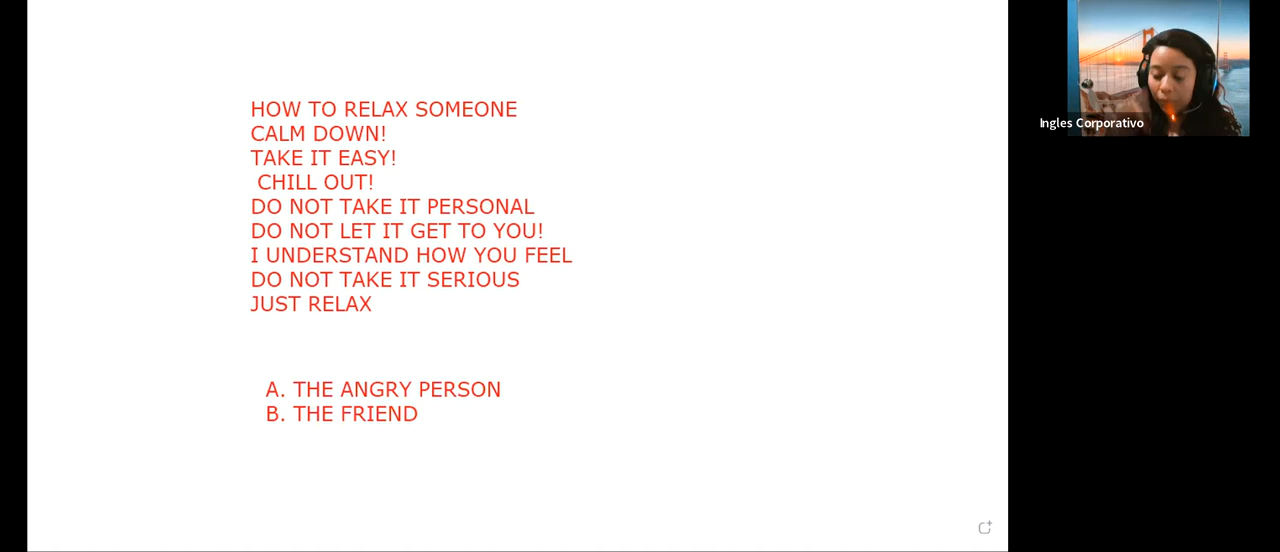 HOW TO RELAX SOMEONE
CALM DOWN!
TAKE IT EASY!
CHILL OUT!
DO NOT TAKE IT PERSONAL
DO NOT LET IT GET TO YOU!
I UNDERSTAND HOW YOU FEEL
DO NOT TAKE IT SERIOUS
JUST RELAX
A. THE ANGRY PERSON
B. THE FRIEND
Ingles Corporativo